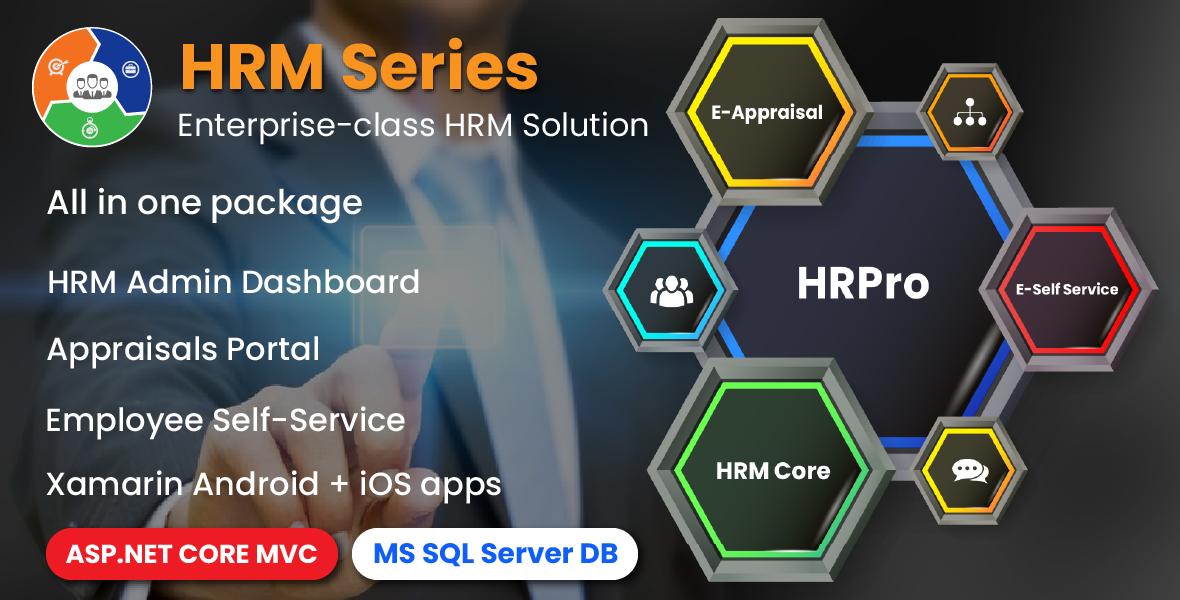 HRM Series
Enterprise-class HRM Solution
All in one package
HRM Admin Dashboard
Appraisals Portal
Employee Self-Service
Xamarin Android + iOS apps
ASP.NET CORE MVC
MS SQL Server DB
E-Appraisal
HRPro
E-Self Service
HRM Core